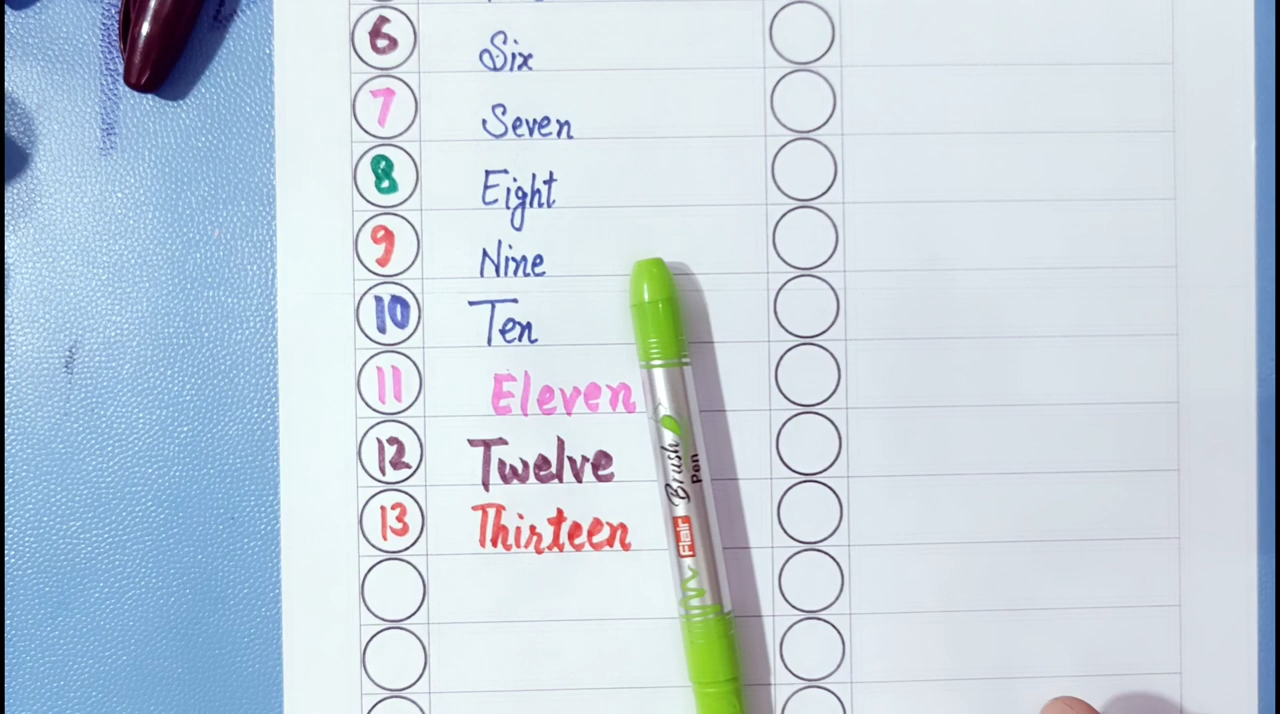 6 Six
7 Seven
8 Eight
9 Nine
10 Ten
11 Eleven
12 Twelve
13 Thirteen
Flair Brush Pen